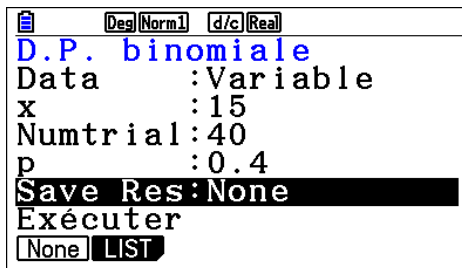 Deg Norm1 d/c Real
D.P. binomiale
Data :Variable
x :15
Numtrial:40
p :0.4
Save Res:None
Exécuter
None LIST